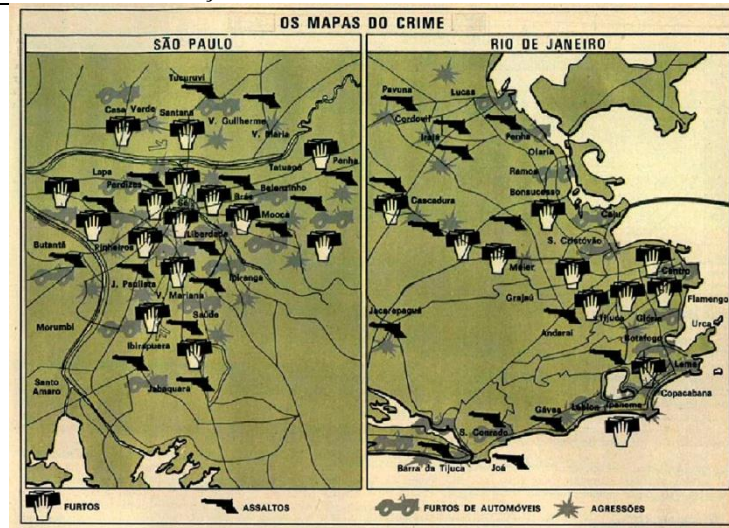 OS MAPAS DO CRIME
SÃO PAULO
RIO DE JANEIRO
Tucuruvi
Casa Verde
Santana
V. Guilherme
V. Maria
Penha
Tatuapé
Lapa
Perdizes
Sé
Brás
Belenzinho
Mooca
Liberdade
Butantã
Pinheiros
Ipiranga
J. Paulista
V. Mariana
Saúde
Morumbi
Ibirapuera
Santo
Amaro
Jabaquara
Pavuna
Lucas
Cordovil
Irajá
Penha
Olaria
Ramos
Bonsucesso
Cascadura
Caju
S. Cristóvão
Méier
Centro
Grajaú
Flamengo
Jacarepaguá
Tijuca
Glória
Andaraí
Urca
Botafogo
Leme
Copacabana
Gávea
Leblon
Ipanema
S. Conrado
Barra da Tijuca
Joá
FURTOS
ASSALTOS
FURTOS DE AUTOMÓVEIS
AGRESSÕES